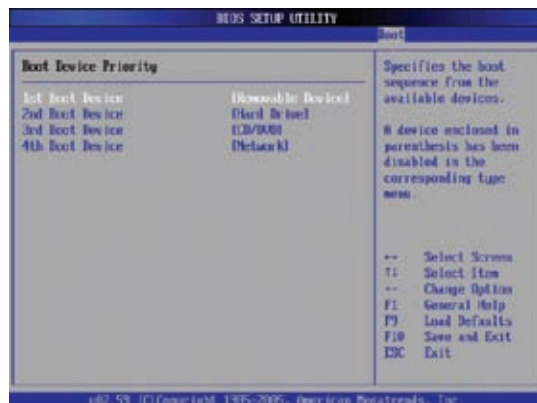 BIOS SETUP UTILITY
Boot
Boot Device Priority
1st Boot Device [Removable Device]
2nd Boot Device [Hard Drive]
3rd Boot Device [CD/DVD]
4th Boot Device [Network]
Specifies the boot
sequence from the
available devices.
A device enclosed in
parenthesis has been
disabled in the
corresponding type
menu.
↔ Select Screen
↑↓ Select Item
Change Option
F1 General Help
F9 Load Defaults
F10 Save and Exit
ESC Exit
v02.59 (C)Copyright 1985-2005, American Megatrends, Inc.